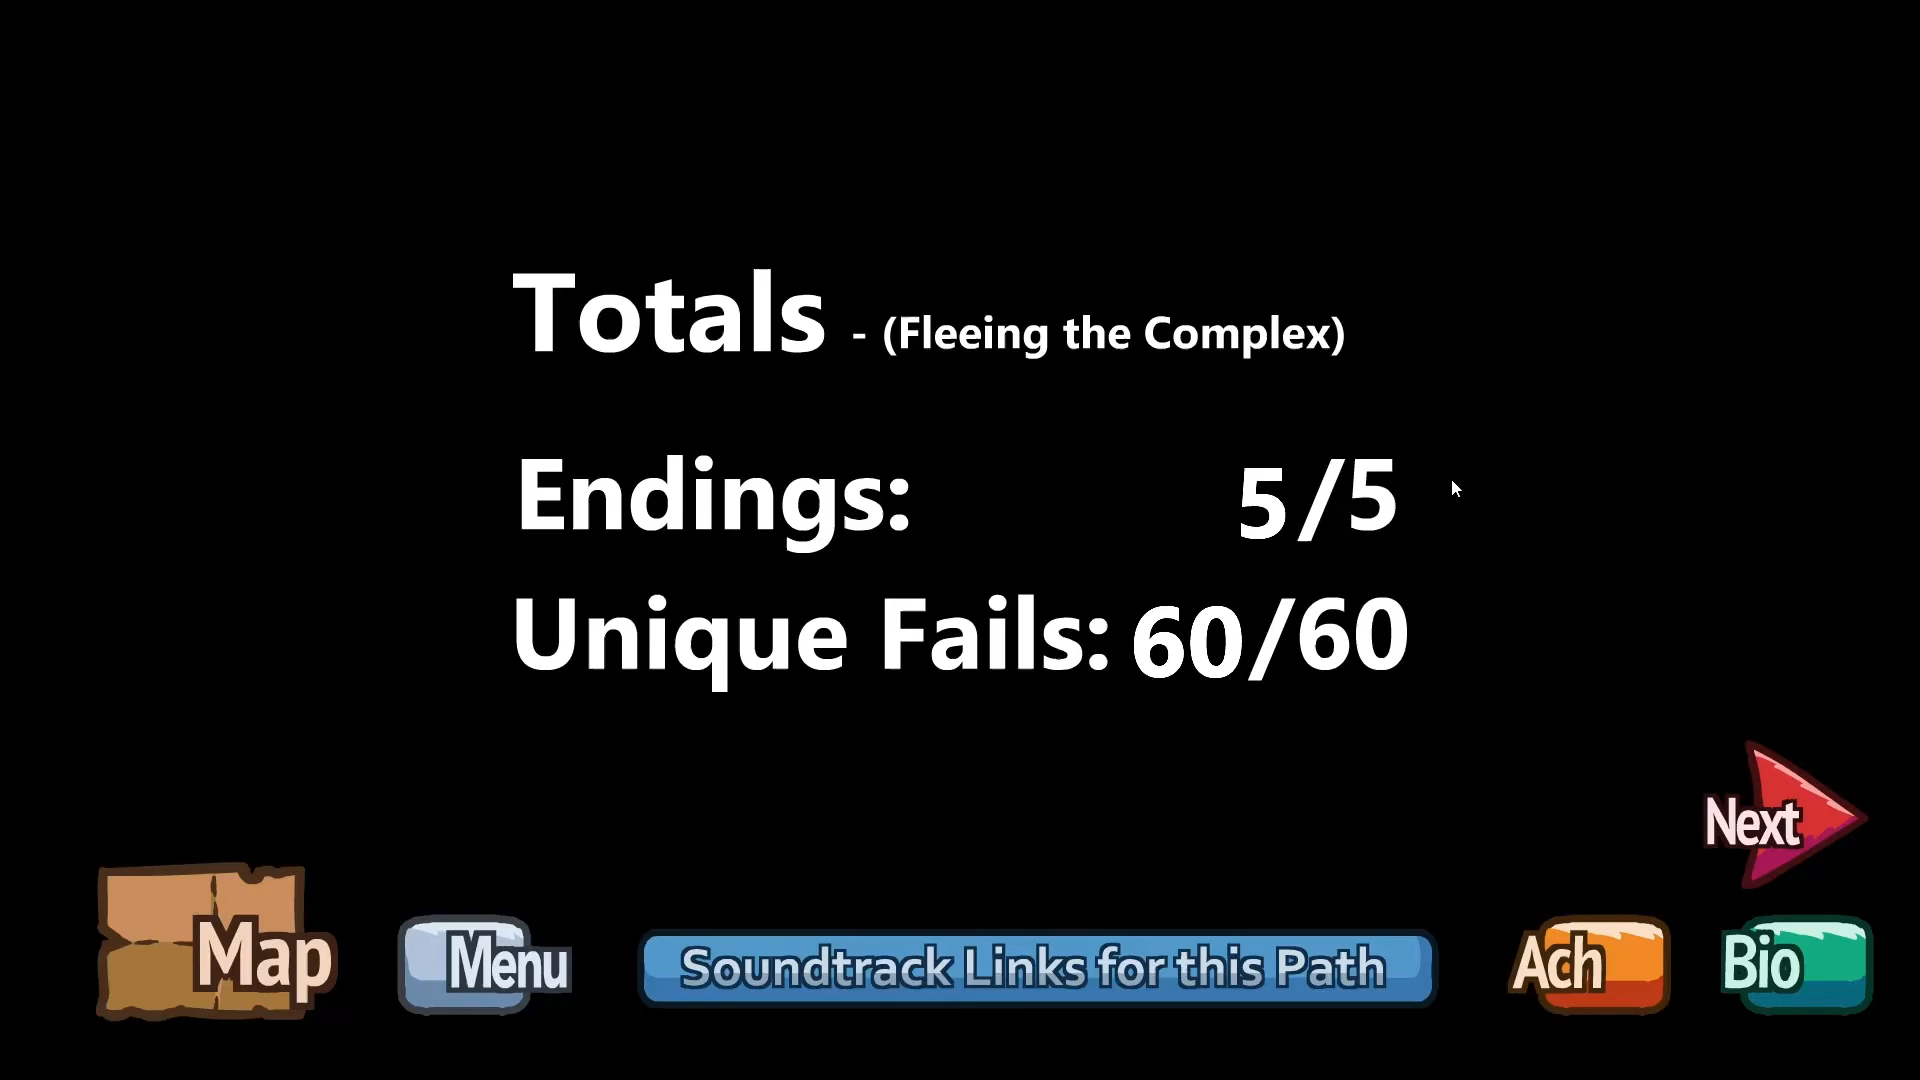 Totals - (Fleeing the Complex)
Endings: 5/5
Unique Fails: 60/60
Next
Map
Menu
Soundtrack Links for this Path
Ach
Bio